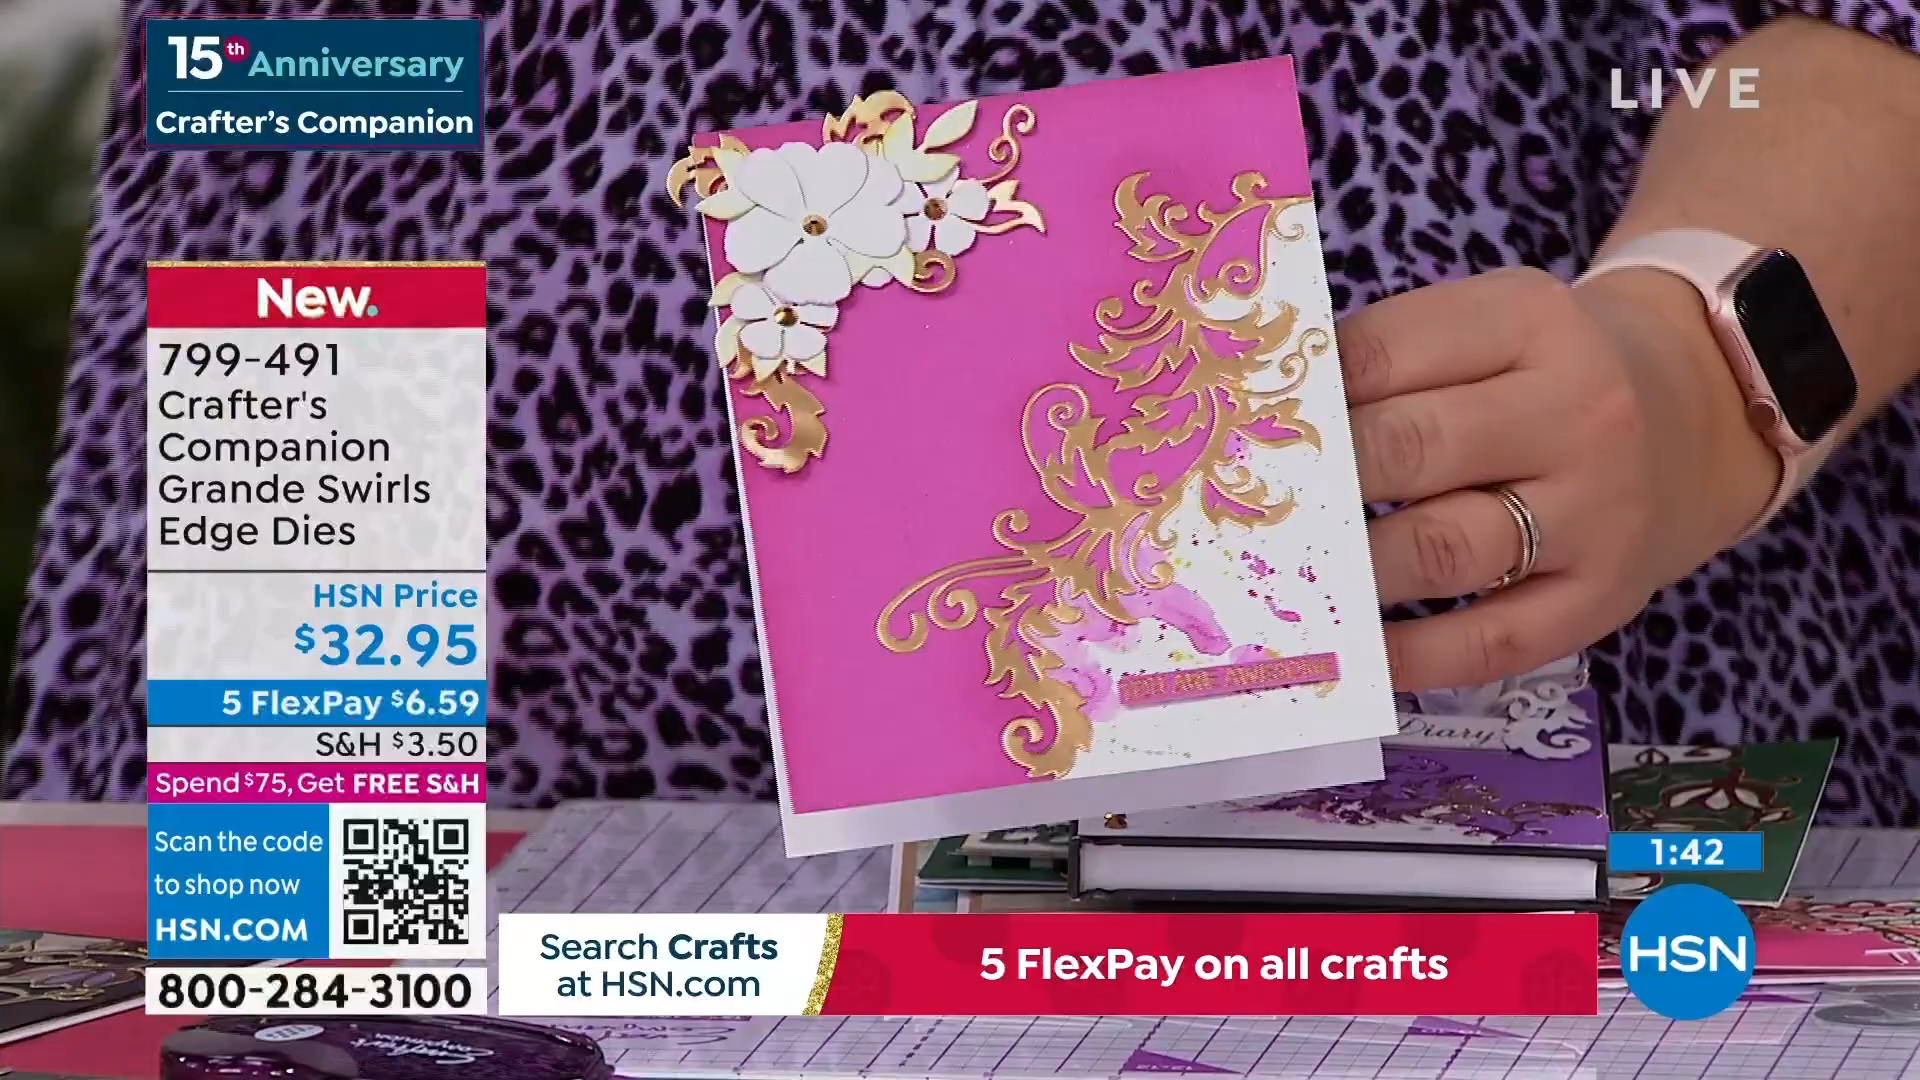 15th Anniversary
Crafter's Companion
LIVE
New.
799-491
Crafter's
Companion
Grande Swirls
Edge Dies
HSN Price
$32.95
5 FlexPay $6.59
S&H $3.50
Spend $75, Get FREE S&H
Scan the code
to shop now
HSN.COM
800-284-3100
YOU ARE AWESOME
Diary
1:42
Search Crafts
at HSN.com
5 FlexPay on all crafts
HSN
Crafter's
Companion